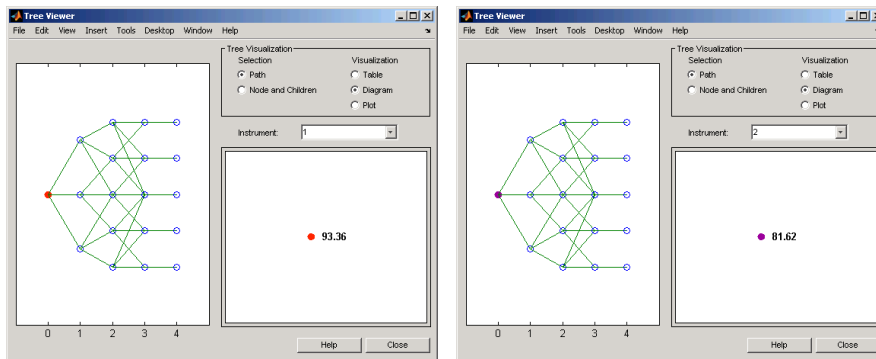 Tree Viewer
File Edit View Insert Tools Desktop Window Help
Tree Visualization
Selection Visualization
Path Table
Node and Children Diagram
Plot
Instrument: 1
93.36
0 1 2 3 4
Help Close
Tree Viewer
File Edit View Insert Tools Desktop Window Help
Tree Visualization
Selection Visualization
Path Table
Node and Children Diagram
Plot
Instrument: 2
81.62
0 1 2 3 4
Help Close